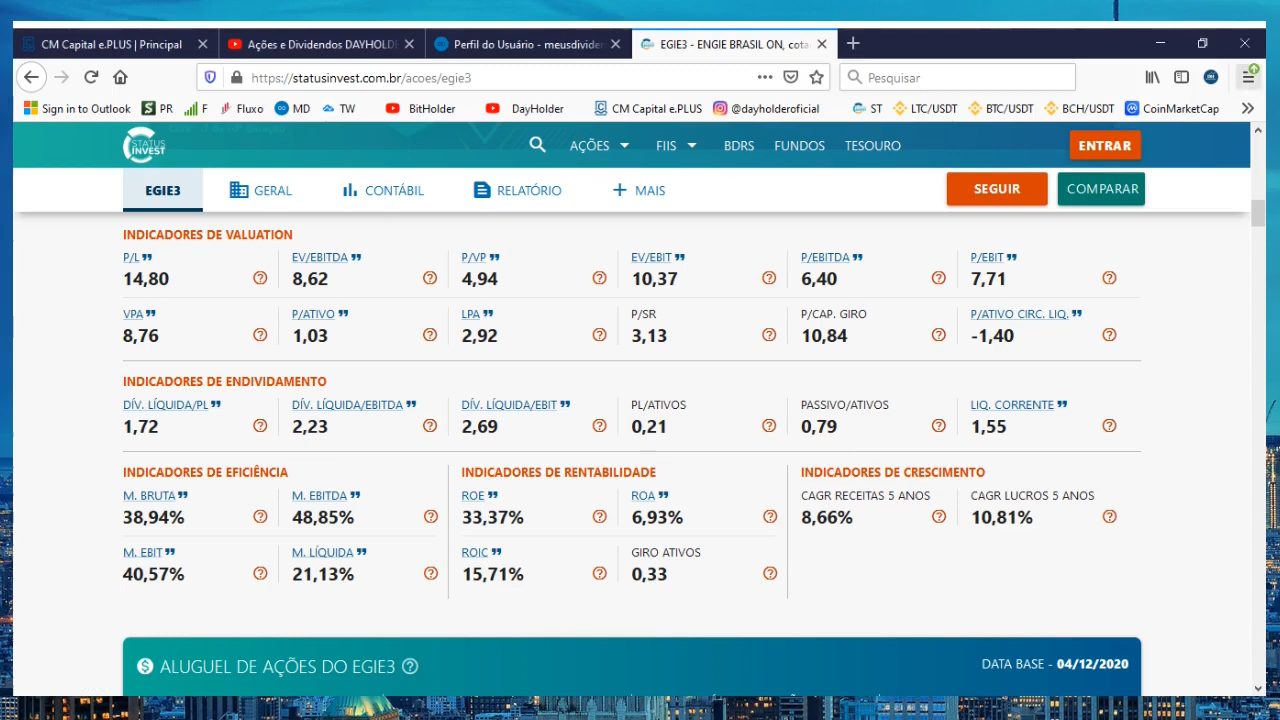 CM Capital e.PLUS | Principal
Ações e Dividendos DAYHOLDE
Perfil do Usuário - meusdivider
EGIE3 - ENGIE BRASIL ON, cota
https://statusinvest.com.br/acoes/egie3
Pesquisar
Sign in to Outlook
PR
F
Fluxo
MD
TW
BitHolder
DayHolder
CM Capital e.PLUS
@dayholderoficial
ST
LTC/USDT
BTC/USDT
BCH/USDT
CoinMarketCap
STATUS
INVEST
AÇÕES
FIIS
BDRS
FUNDOS
TESOURO
ENTRAR
EGIE3
GERAL
CONTÁBIL
RELATÓRIO
MAIS
SEGUIR
COMPARAR
INDICADORES DE VALUATION
P/L EV/EBITDA P/VP EV/EBIT P/EBITDA P/EBIT
14,80 8,62 4,94 10,37 6,40 7,71
VPA P/ATIVO LPA P/SR P/CAP. GIRO P/ATIVO CIRC. LIQ.
8,76 1,03 2,92 3,13 10,84 -1,40
INDICADORES DE ENDIVIDAMENTO
DÍV. LÍQUIDA/PL DÍV. LÍQUIDA/EBITDA DÍV. LÍQUIDA/EBIT PL/ATIVOS PASSIVO/ATIVOS LIQ. CORRENTE
1,72 2,23 2,69 0,21 0,79 1,55
INDICADORES DE EFICIÊNCIA INDICADORES DE RENTABILIDADE INDICADORES DE CRESCIMENTO
M. BRUTA M. EBITDA ROE ROA CAGR RECEITAS 5 ANOS CAGR LUCROS 5 ANOS
38,94% 48,85% 33,37% 6,93% 8,66% 10,81%
M. EBIT M. LÍQUIDA ROIC GIRO ATIVOS
40,57% 21,13% 15,71% 0,33
ALUGUEL DE AÇÕES DO EGIE3
DATA BASE - 04/12/2020